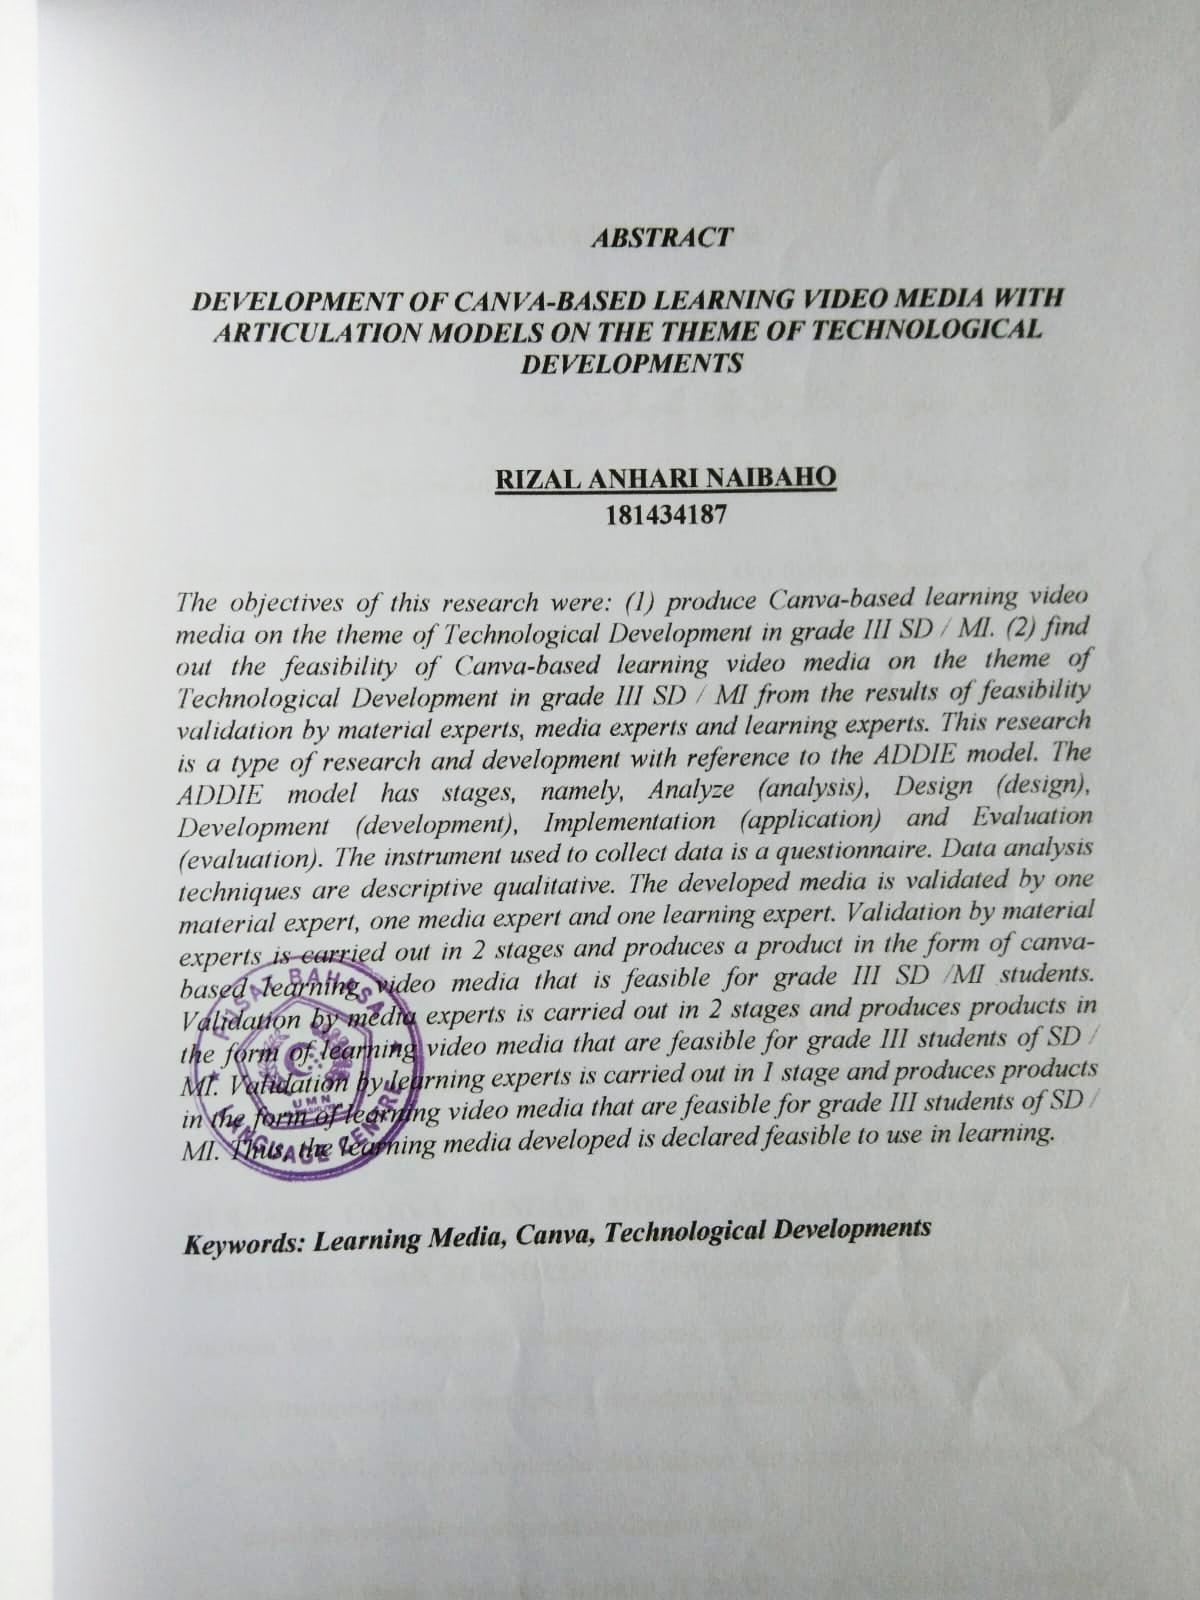 ABSTRACT
DEVELOPMENT OF CANVA-BASED LEARNING VIDEO MEDIA WITH
ARTICULATION MODELS ON THE THEME OF TECHNOLOGICAL
DEVELOPMENTS
RIZAL ANHARI NAIBAHO
181434187
The objectives of this research were: (1) produce Canva-based learning video
media on the theme of Technological Development in grade III SD / MI. (2) find
out the feasibility of Canva-based learning video media on the theme of
Technological Development in grade III SD / MI from the results of feasibility
validation by material experts, media experts and learning experts. This research
is a type of research and development with reference to the ADDIE model. The
ADDIE model has stages, namely, Analyze (analysis), Design (design),
Development (development), Implementation (application) and Evaluation
(evaluation). The instrument used to collect data is a questionnaire. Data analysis
techniques are descriptive qualitative. The developed media is validated by one
material expert, one media expert and one learning expert. Validation by material
experts is carried out in 2 stages and produces a product in the form of canva-
based learning video media that is feasible for grade III SD /MI students.
Validation by media experts is carried out in 2 stages and produces products in
the form of learning video media that are feasible for grade III students of SD /
MI. Validation by learning experts is carried out in 1 stage and produces products
in the form of learning video media that are feasible for grade III students of SD /
MI. Thus, the learning media developed is declared feasible to use in learning.
PUSAT BAHASA
UMN
LANGUAGE CENTRE
Keywords: Learning Media, Canva, Technological Developments